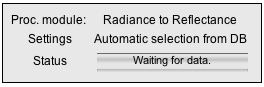 Proc. module: Radiance to Reflectance
Settings Automatic selection from DB
Status Waiting for data.